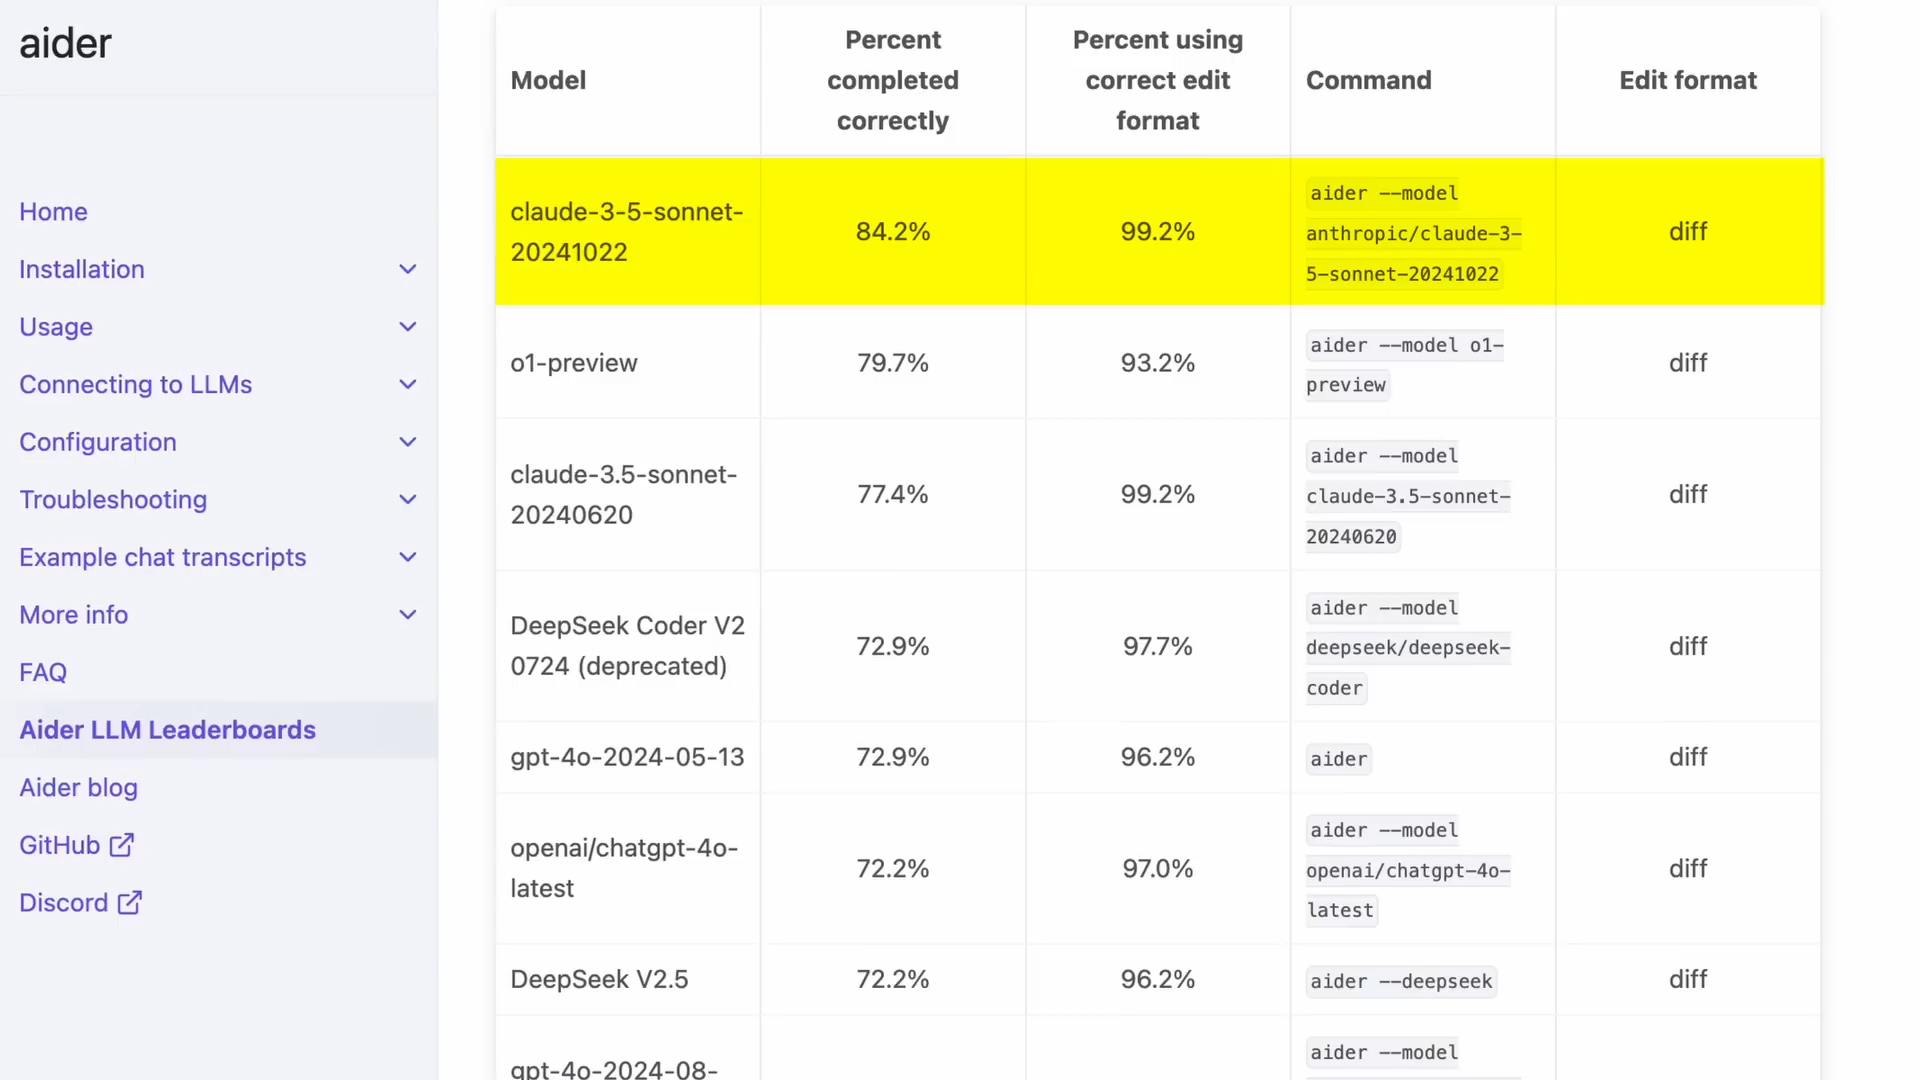 aider
Home
Installation
Usage
Connecting to LLMs
Configuration
Troubleshooting
Example chat transcripts
More info
FAQ
Aider LLM Leaderboards
Aider blog
GitHub
Discord
Model
Percent
completed
correctly
Percent using
correct edit
format
Command
Edit format
claude-3-5-sonnet-
20241022
84.2%
99.2%
aider --model
anthropic/claude-3-
5-sonnet-20241022
diff
o1-preview
79.7%
93.2%
aider --model o1-
preview
diff
claude-3.5-sonnet-
20240620
77.4%
99.2%
aider --model
claude-3.5-sonnet-
20240620
diff
DeepSeek Coder V2
0724 (deprecated)
72.9%
97.7%
aider --model
deepseek/deepseek-
coder
diff
gpt-4o-2024-05-13
72.9%
96.2%
aider
diff
openai/chatgpt-4o-
latest
72.2%
97.0%
aider --model
openai/chatgpt-4o-
latest
diff
DeepSeek V2.5
72.2%
96.2%
aider --deepseek
diff
gpt-4o-2024-08-
aider --model